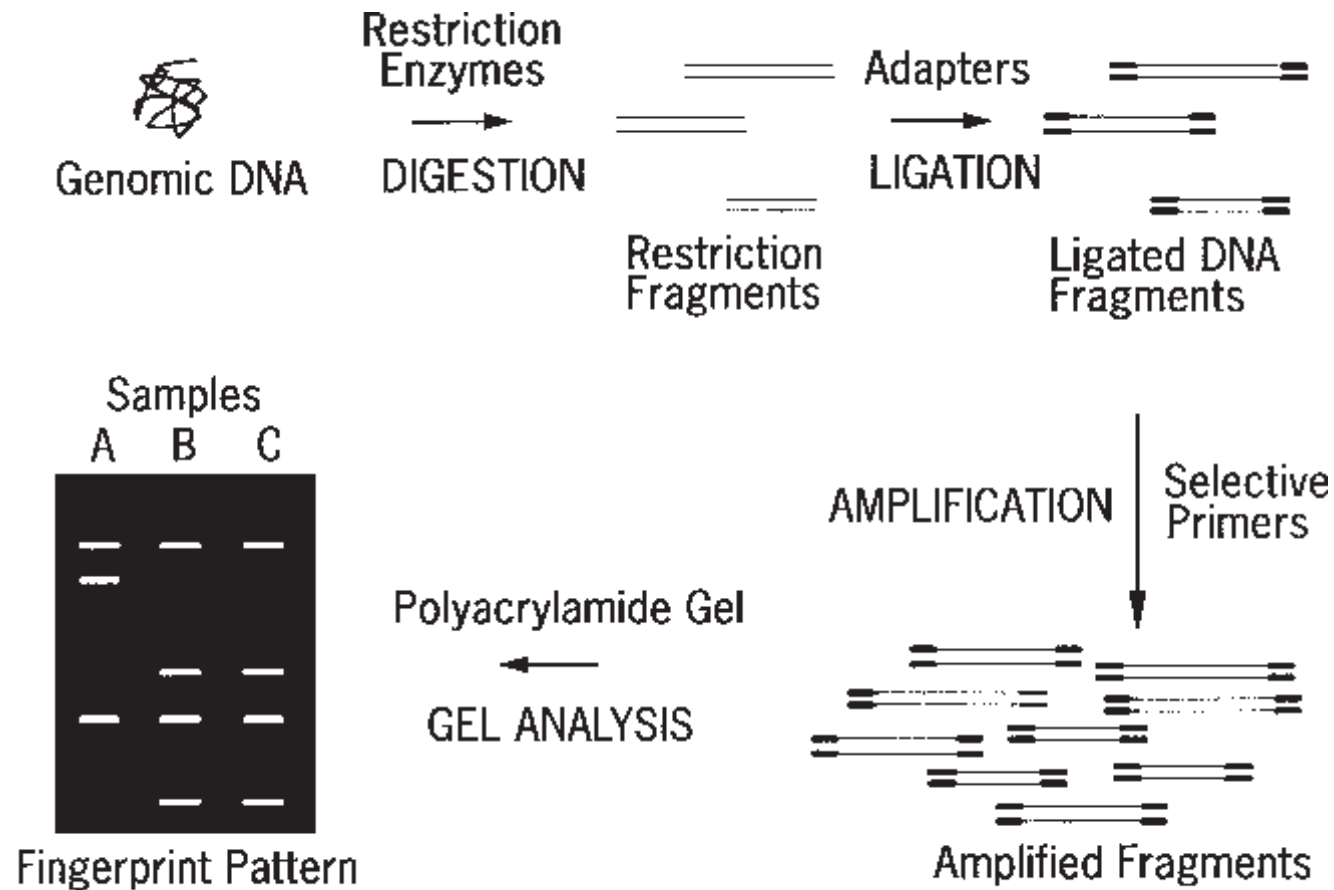 Genomic DNA
Restriction
Enzymes
DIGESTION
Restriction
Fragments
Adapters
LIGATION
Ligated DNA
Fragments
AMPLIFICATION
Selective
Primers
Amplified Fragments
Polyacrylamide Gel
GEL ANALYSIS
Samples
A B C
Fingerprint Pattern